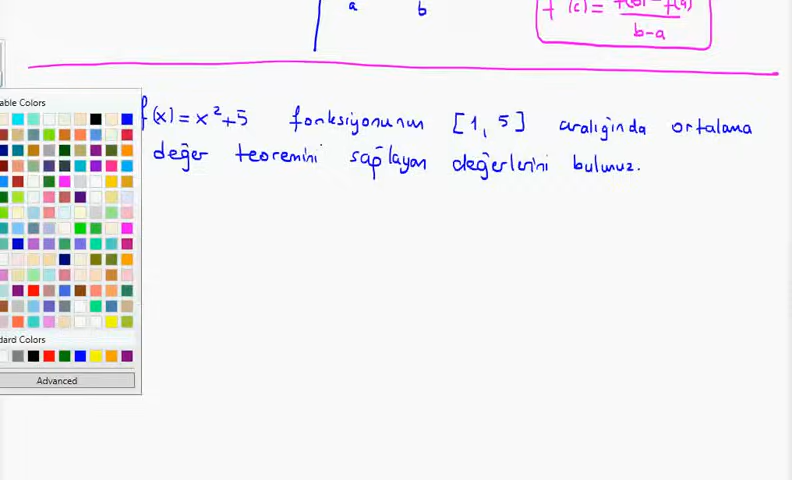 a b
f'(c) = f(b) - f(a)
b-a
able Colors
f(x) = x²+5 fonksiyonunun [1, 5] aralığında ortalama
değer teoremini sağlayan değerlerini bulunuz.
dard Colors
Advanced